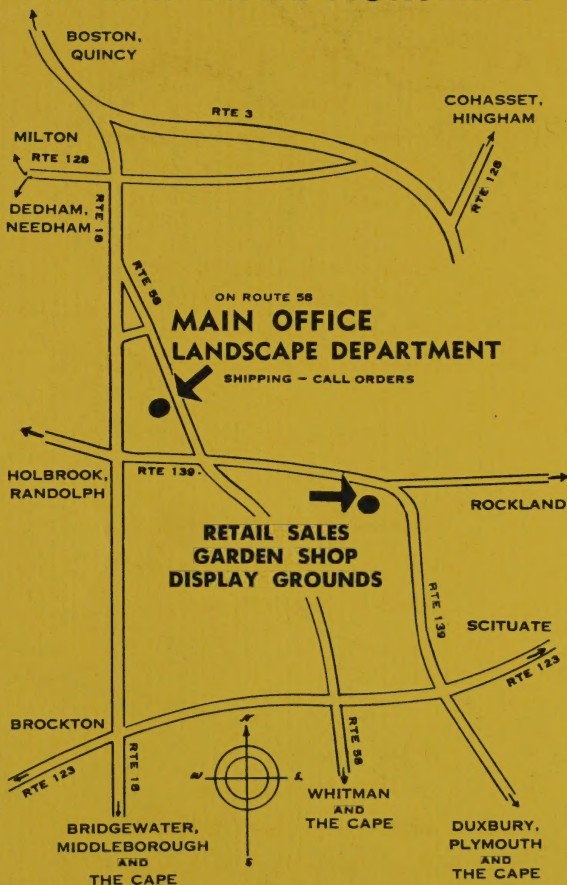 BOSTON,
QUINCY
RTE 3
COHASSET,
HINGHAM
MILTON
RTE 128
RTE 128
DEDHAM,
NEEDHAM
RTE 18
RTE 58
ON ROUTE 58
MAIN OFFICE
LANDSCAPE DEPARTMENT
SHIPPING – CALL ORDERS
HOLBROOK,
RANDOLPH
RTE 139.
ROCKLAND
RETAIL SALES
GARDEN SHOP
DISPLAY GROUNDS
RTE 139
SCITUATE
RTE 123
BROCKTON
RTE 123
RTE 18
RTE 58
N
W
E
S
WHITMAN
AND
THE CAPE
BRIDGEWATER,
MIDDLEBOROUGH
AND
THE CAPE
DUXBURY,
PLYMOUTH
AND
THE CAPE